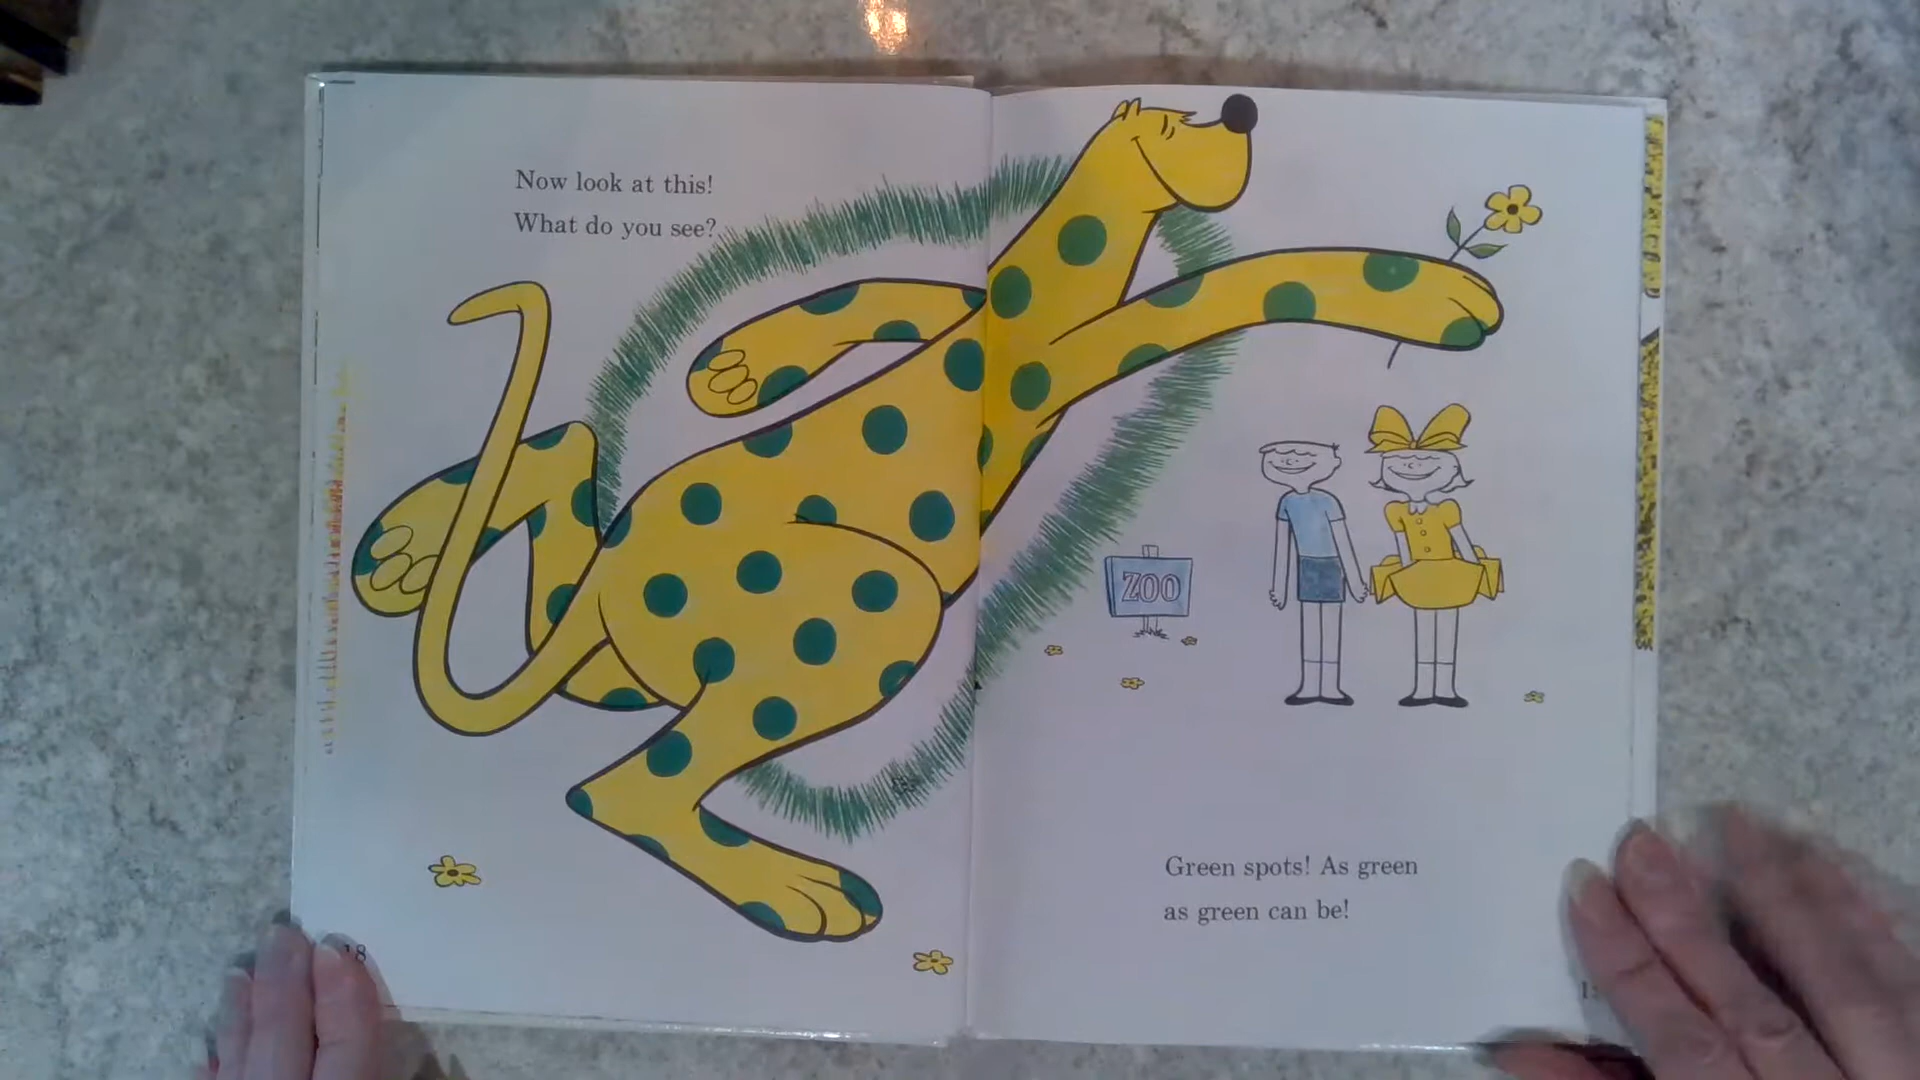 Now look at this!
What do you see?
ZOO
Green spots! As green
as green can be!
18